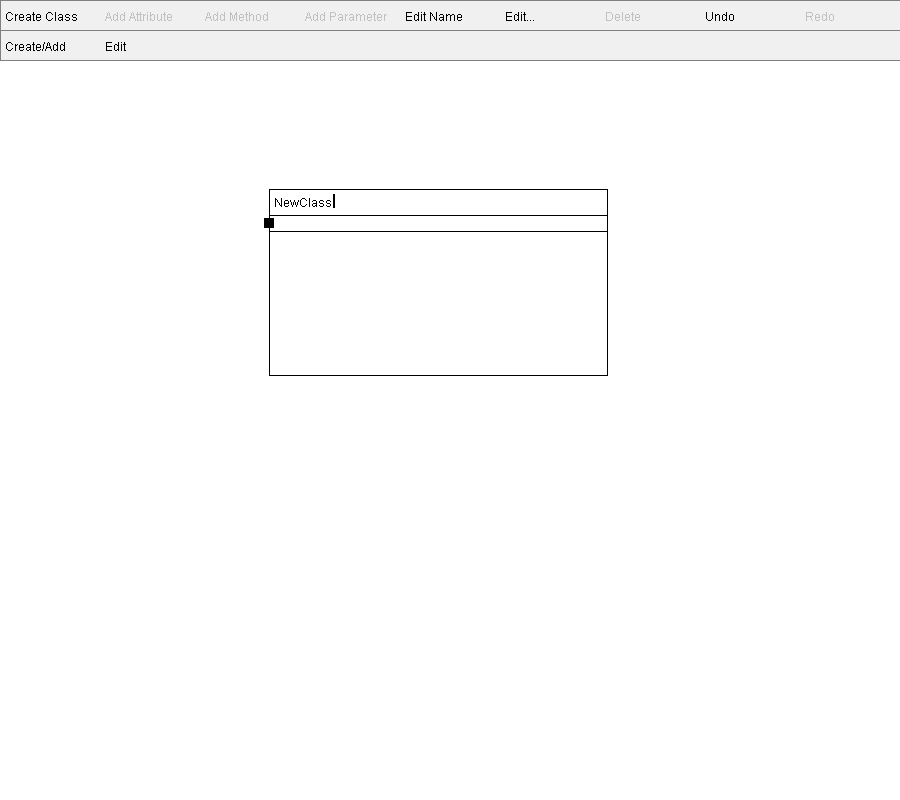 Create Class Add Attribute Add Method Add Parameter Edit Name Edit... Delete Undo Redo
Create/Add Edit
NewClass